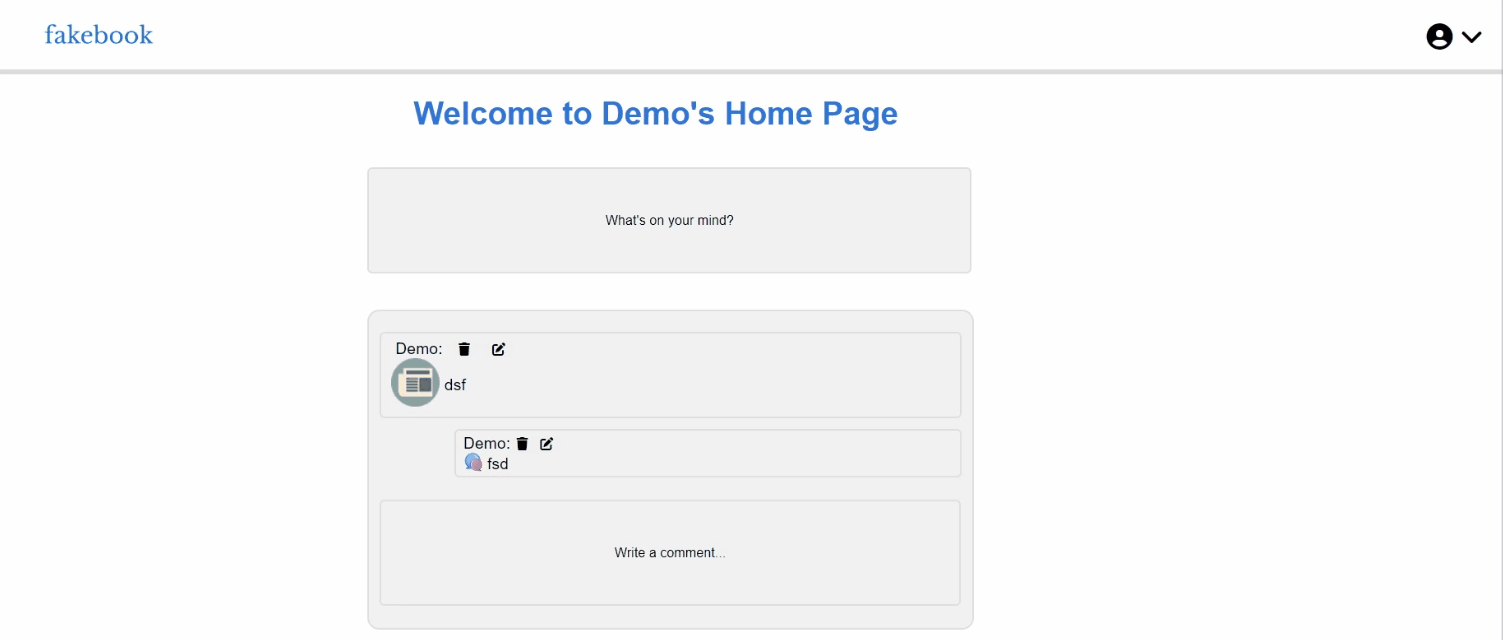 fakebook
Welcome to Demo's Home Page
What's on your mind?
Demo:
dsf
Demo:
fsd
Write a comment...